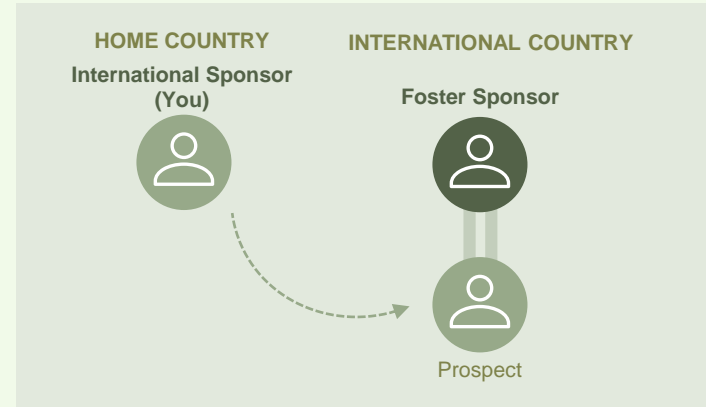 HOME COUNTRY
International Sponsor
(You)
INTERNATIONAL COUNTRY
Foster Sponsor
Prospect